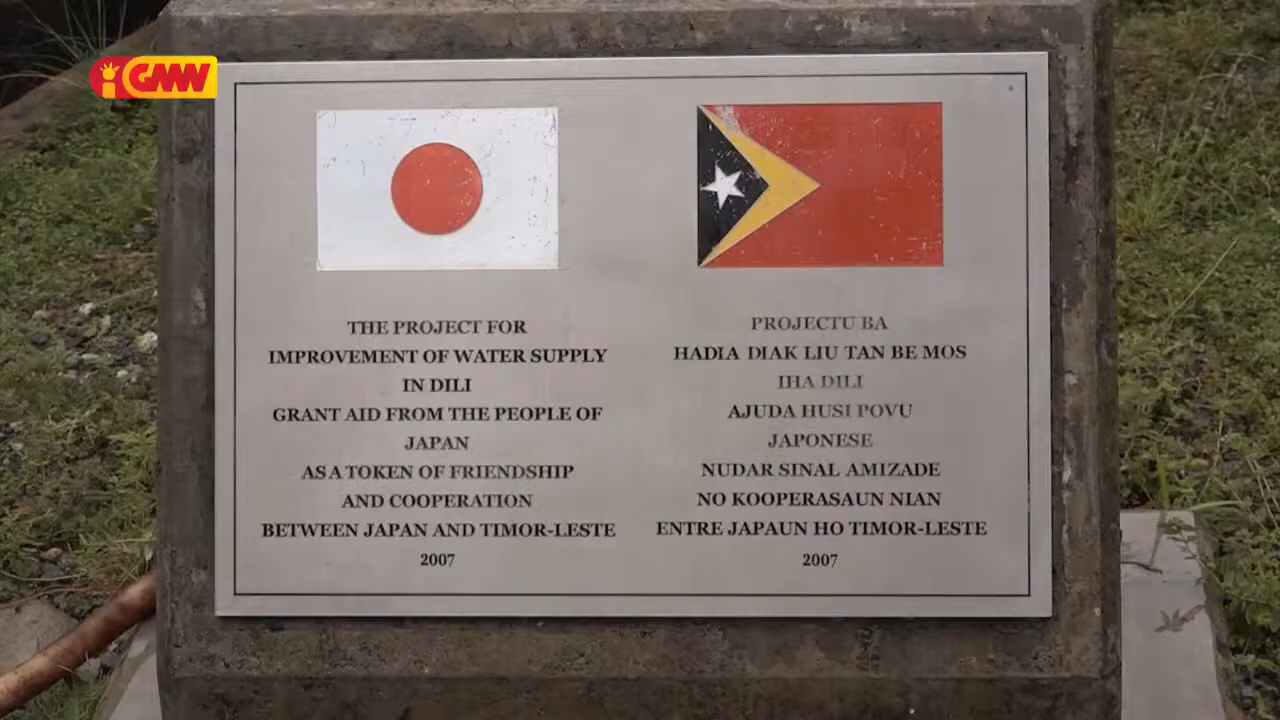 iGMW
THE PROJECT FOR
IMPROVEMENT OF WATER SUPPLY
IN DILI
GRANT AID FROM THE PEOPLE OF
JAPAN
AS A TOKEN OF FRIENDSHIP
AND COOPERATION
BETWEEN JAPAN AND TIMOR-LESTE
2007
PROJECTU BA
HADIA DIAK LIU TAN BE MOS
IHA DILI
AJUDA HUSI POVU
JAPONESE
NUDAR SINAL AMIZADE
NO KOOPERASAUN NIAN
ENTRE JAPAUN HO TIMOR-LESTE
2007